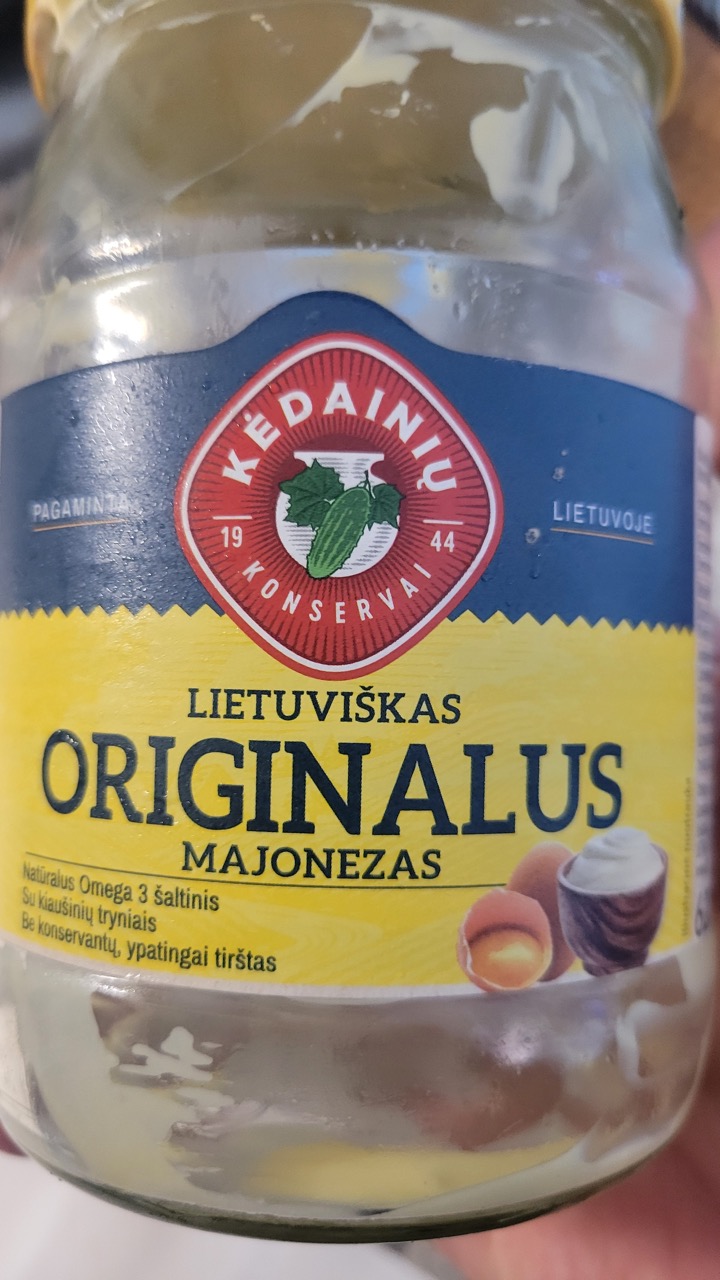 KĖDAINIŲ
19 44
KONSERVAI
PAGAMINTA
LIETUVOJE
LIETUVIŠKAS
ORIGINALUS
MAJONEZAS
Natūralus Omega 3 šaltinis
Su kiaušinių tryniais
Be konservantų, ypatingai tirštas